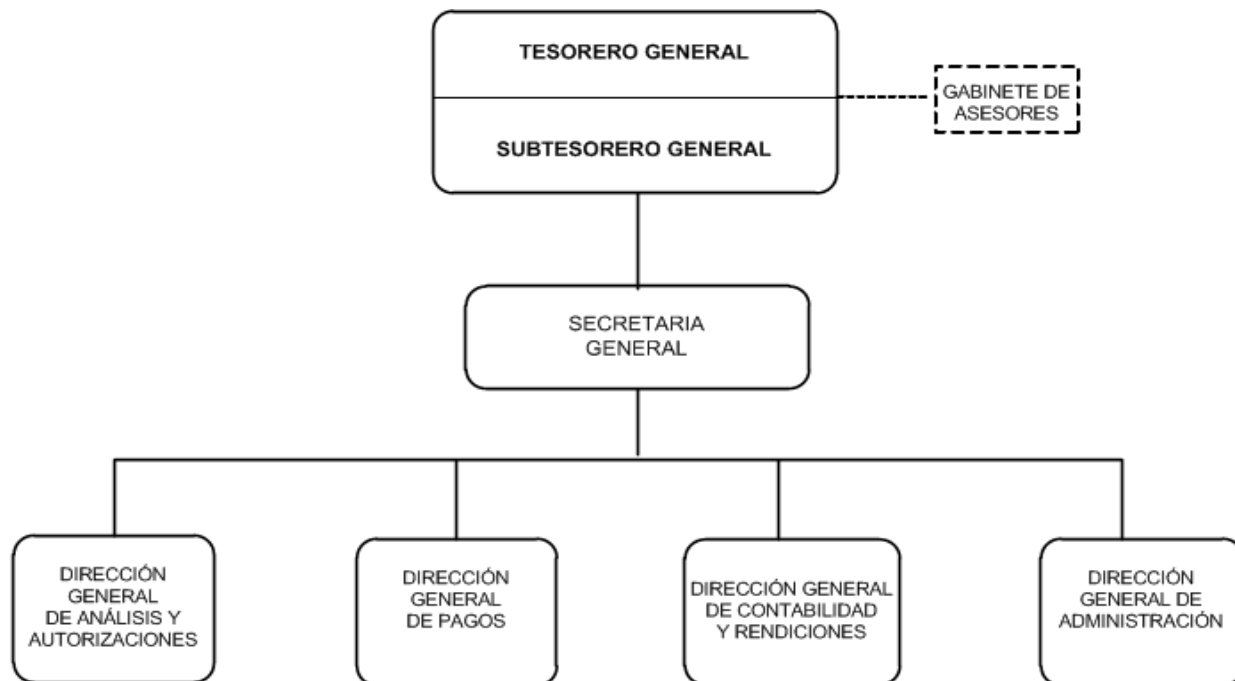 TESORERO GENERAL
GABINETE DE
ASESORES
SUBTESORERO GENERAL
SECRETARIA
GENERAL
DIRECCIÓN
GENERAL
DE ANÁLISIS Y
AUTORIZACIONES
DIRECCIÓN
GENERAL
DE PAGOS
DIRECCIÓN GENERAL
DE CONTABILIDAD
Y RENDICIONES
DIRECCIÓN
GENERAL DE
ADMINISTRACIÓN